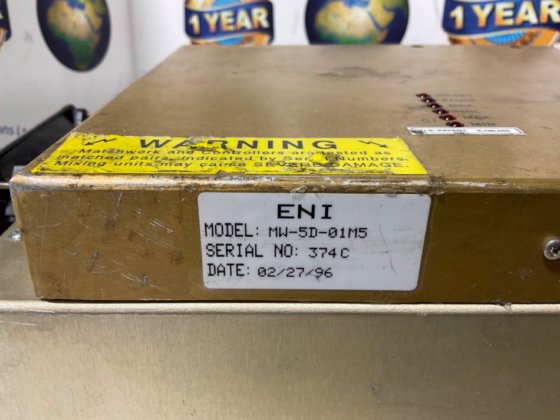 1 YEAR
1 YEAR
WARNING
Matchwork and Controllers are tested as
matched pairs, indicated by Serial Numbers.
Mixing units may cause SEVERE DAMAGE.
ENI
MODEL: MW-5D-01M5
SERIAL NO: 374C
DATE: 02/27/96